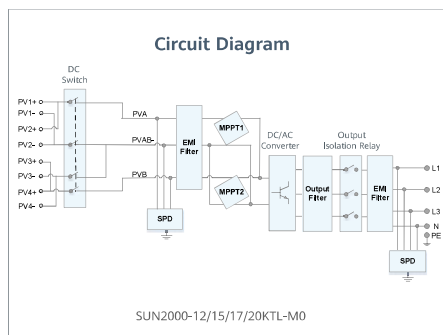 Circuit Diagram
DC
Switch
PV1+
PV1-
PV2+
PV2-
PV3+
PV3-
PV4+
PV4-
PVA
PVAB-
PVB
SPD
EMI
Filter
MPPT1
MPPT2
DC/AC
Converter
Output
Filter
Output
Isolation Relay
EMI
Filter
L1
L2
L3
N
PE
SPD
SUN2000-12/15/17/20KTL-M0